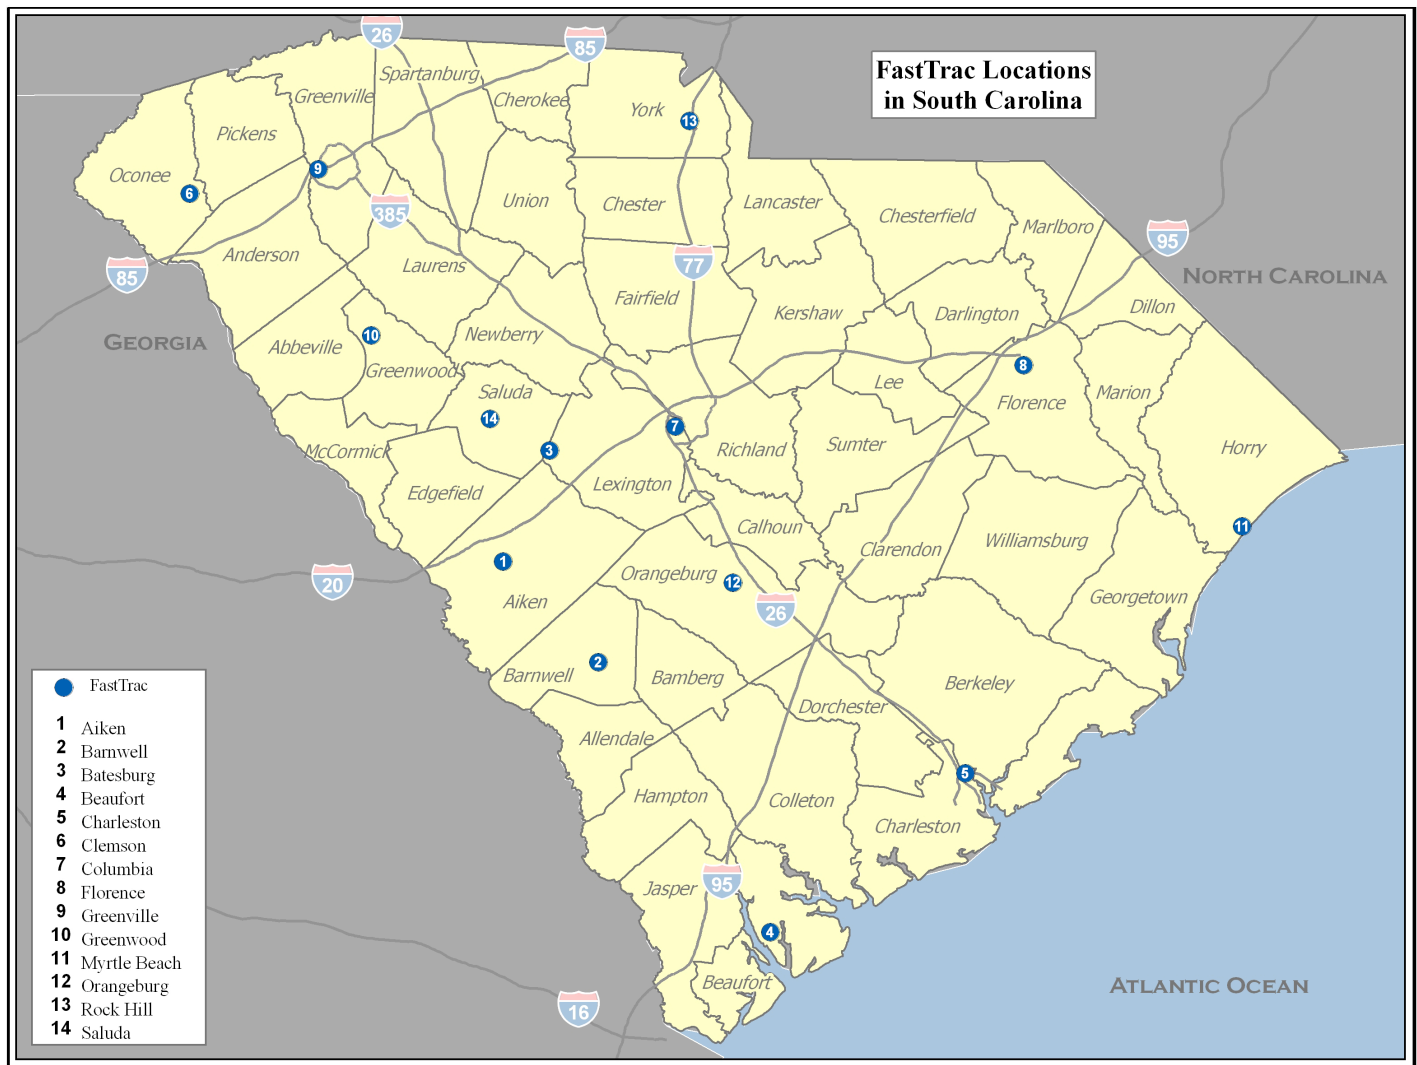 FastTrac Locations
in South Carolina
26
85
Spartanburg
Greenville
Cherokee
York
13
Pickens
Oconee
9
6
Union
Chester
Lancaster
Chesterfield
Marlboro
385
95
Anderson
Laurens
77
85
NORTH CAROLINA
Fairfield
Kershaw
Darlington
Dillon
GEORGIA
10
Abbeville
Newberry
Greenwood
8
Lee
Saluda
Marion
Florence
14
7
McCormick
3
Richland
Sumter
Horry
Edgefield
Lexington
Calhoun
11
Williamsburg
Clarendon
1
Orangeburg
12
20
Aiken
26
Georgetown
2
Barnwell
Bamberg
Berkeley
Dorchester
Allendale
5
Hampton
Colleton
Charleston
Jasper
95
4
Beaufort
ATLANTIC OCEAN
16
FastTrac
1 Aiken
2 Barnwell
3 Batesburg
4 Beaufort
5 Charleston
6 Clemson
7 Columbia
8 Florence
9 Greenville
10 Greenwood
11 Myrtle Beach
12 Orangeburg
13 Rock Hill
14 Saluda